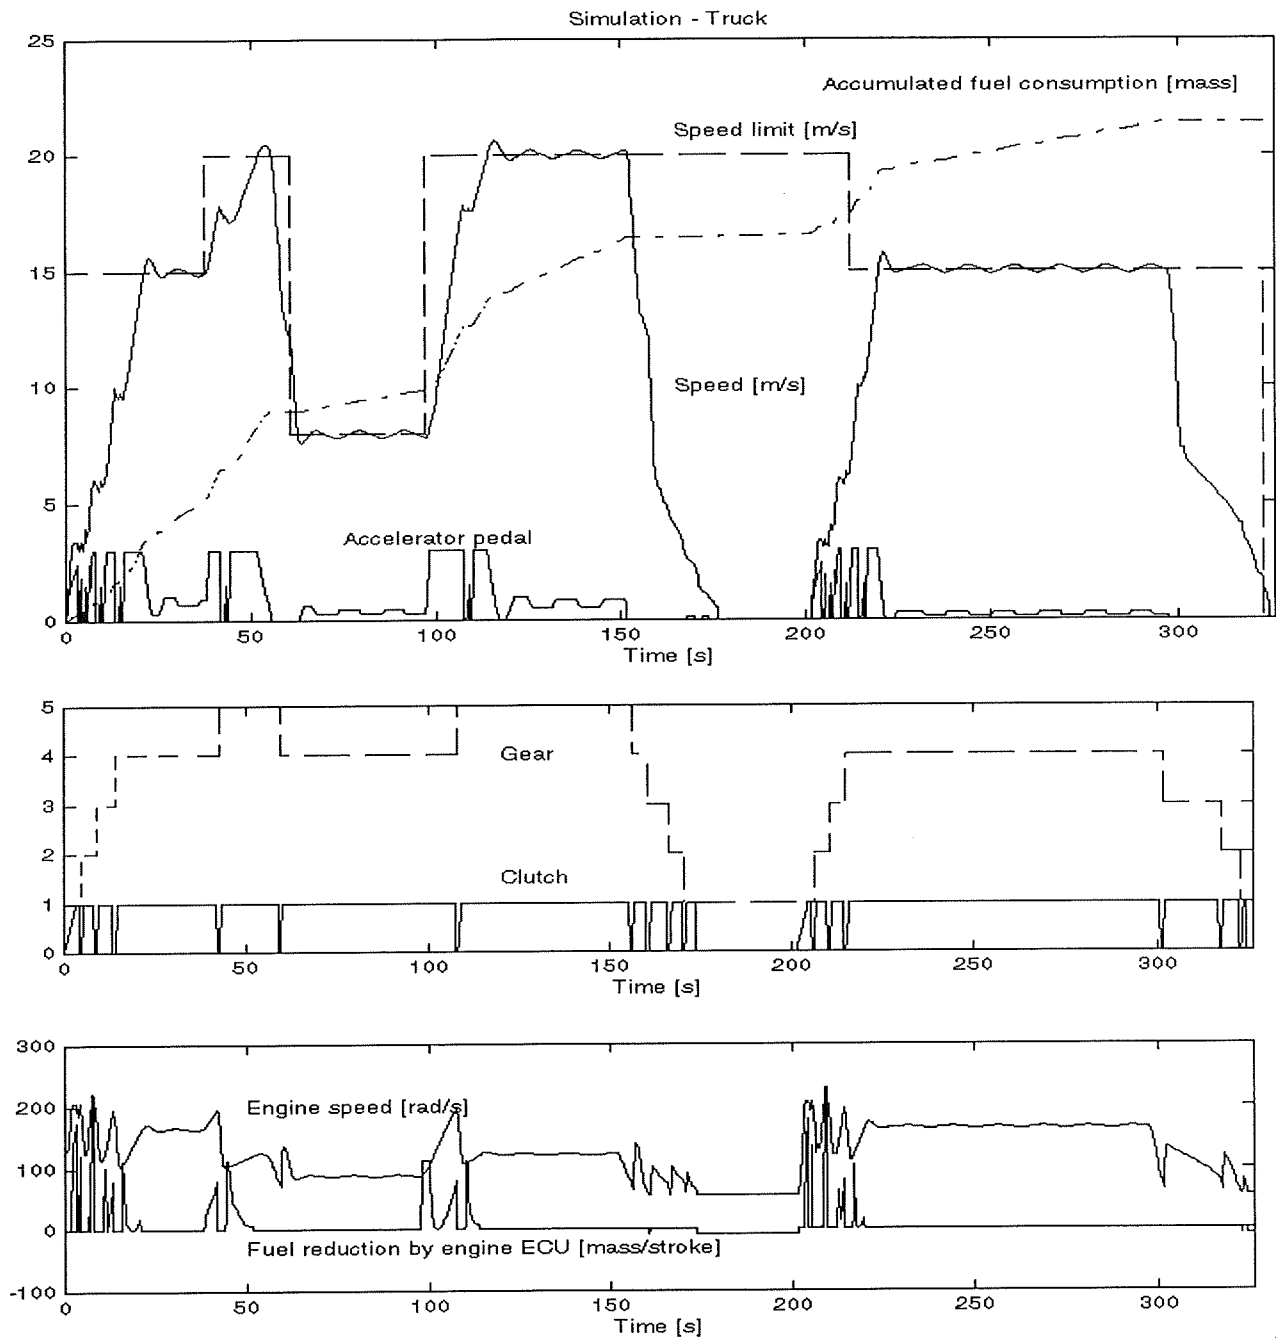 Simulation - Truck
25
Accumulated fuel consumption [mass]
Speed limit [m/s]
20
15
10
Speed [m/s]
5
Accelerator pedal
0
0 50 100 150 200 250 300
Time [s]
5
4
Gear
3
2
Clutch
1
0
0 50 100 150 200 250 300
Time [s]
300
200
Engine speed [rad/s]
100
0
Fuel reduction by engine ECU [mass/stroke]
-100
0 50 100 150 200 250 300
Time [s]